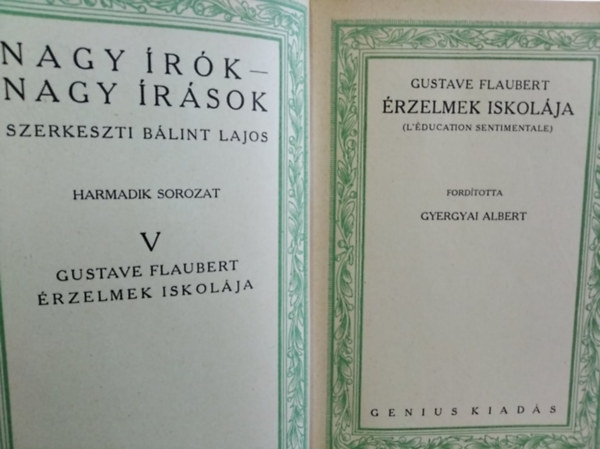 NAGY ÍRÓK –
NAGY ÍRÁSOK
SZERKESZTI BÁLINT LAJOS
HARMADIK SOROZAT
V
GUSTAVE FLAUBERT
ÉRZELMEK ISKOLÁJA
GUSTAVE FLAUBERT
ÉRZELMEK ISKOLÁJA
(L'ÉDUCATION SENTIMENTALE)
FORDÍTOTTA
GYERGYAI ALBERT
GENIUS KIADÁS